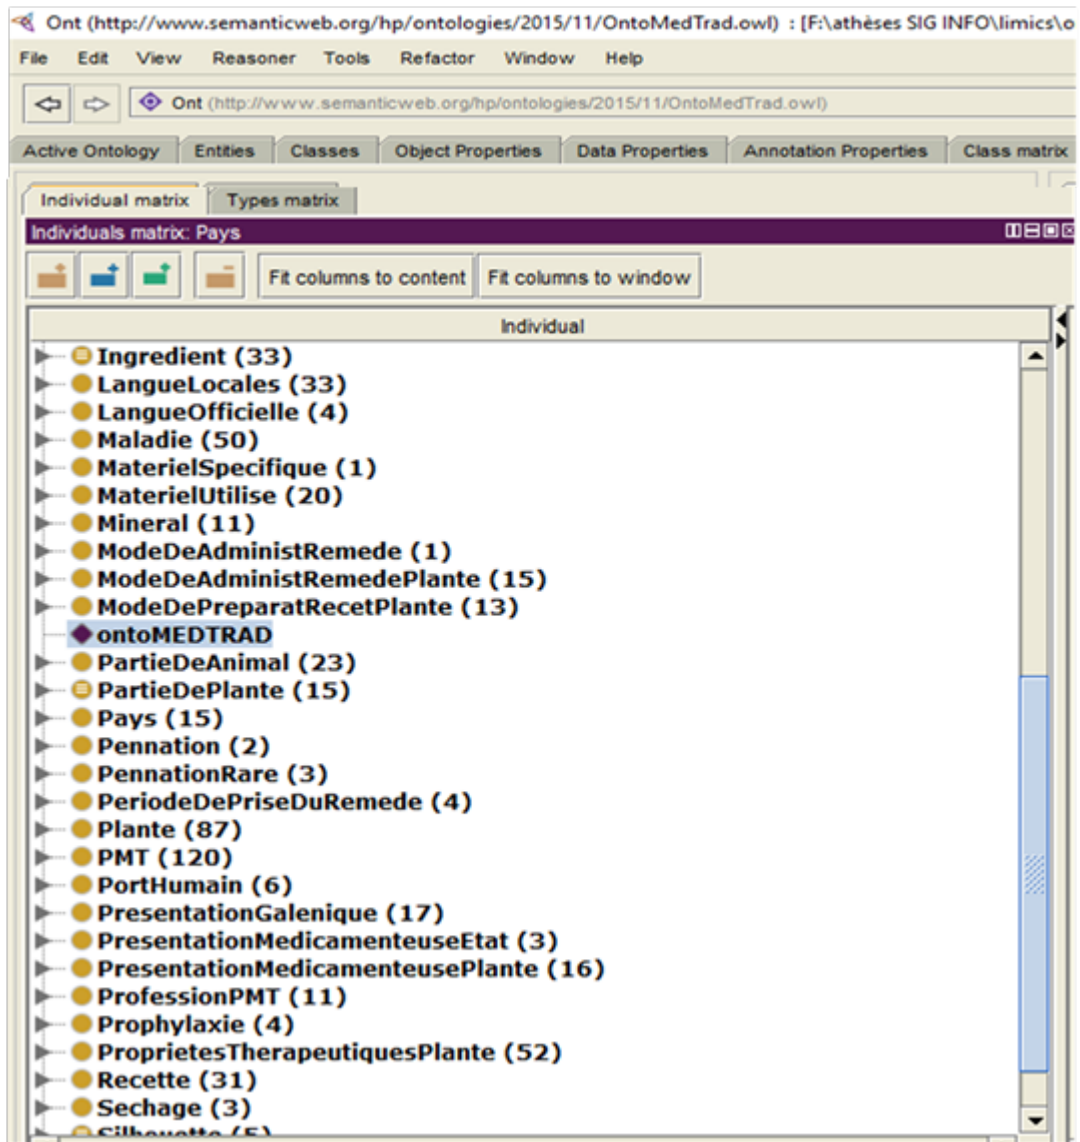 Ont (http://www.semanticweb.org/hp/ontologies/2015/11/OntoMedTrad.owl) : [F:\athèses SIG INFO\limics\o
File Edit View Reasoner Tools Refactor Window Help
Ont (http://www.semanticweb.org/hp/ontologies/2015/11/OntoMedTrad.owl)
Active Ontology Entities Classes Object Properties Data Properties Annotation Properties Class matrix
Individual matrix Types matrix
Individuals matrix: Pays
Fit columns to content Fit columns to window
Individual
Ingredient (33)
LangueLocales (33)
LangueOfficielle (4)
Maladie (50)
MaterielSpecifique (1)
MaterielUtilise (20)
Mineral (11)
ModeDeAdministRemede (1)
ModeDeAdministRemedePlante (15)
ModeDePreparatRecetPlante (13)
ontoMEDTRAD
PartieDeAnimal (23)
PartieDePlante (15)
Pays (15)
Pennation (2)
PennationRare (3)
PeriodeDePriseDuRemede (4)
Plante (87)
PMT (120)
PortHumain (6)
PresentationGalenique (17)
PresentationMedicamenteuseEtat (3)
PresentationMedicamenteusePlante (16)
ProfessionPMT (11)
Prophylaxie (4)
ProprietesTherapeutiquesPlante (52)
Recette (31)
Sechage (3)
Silhouette (5)